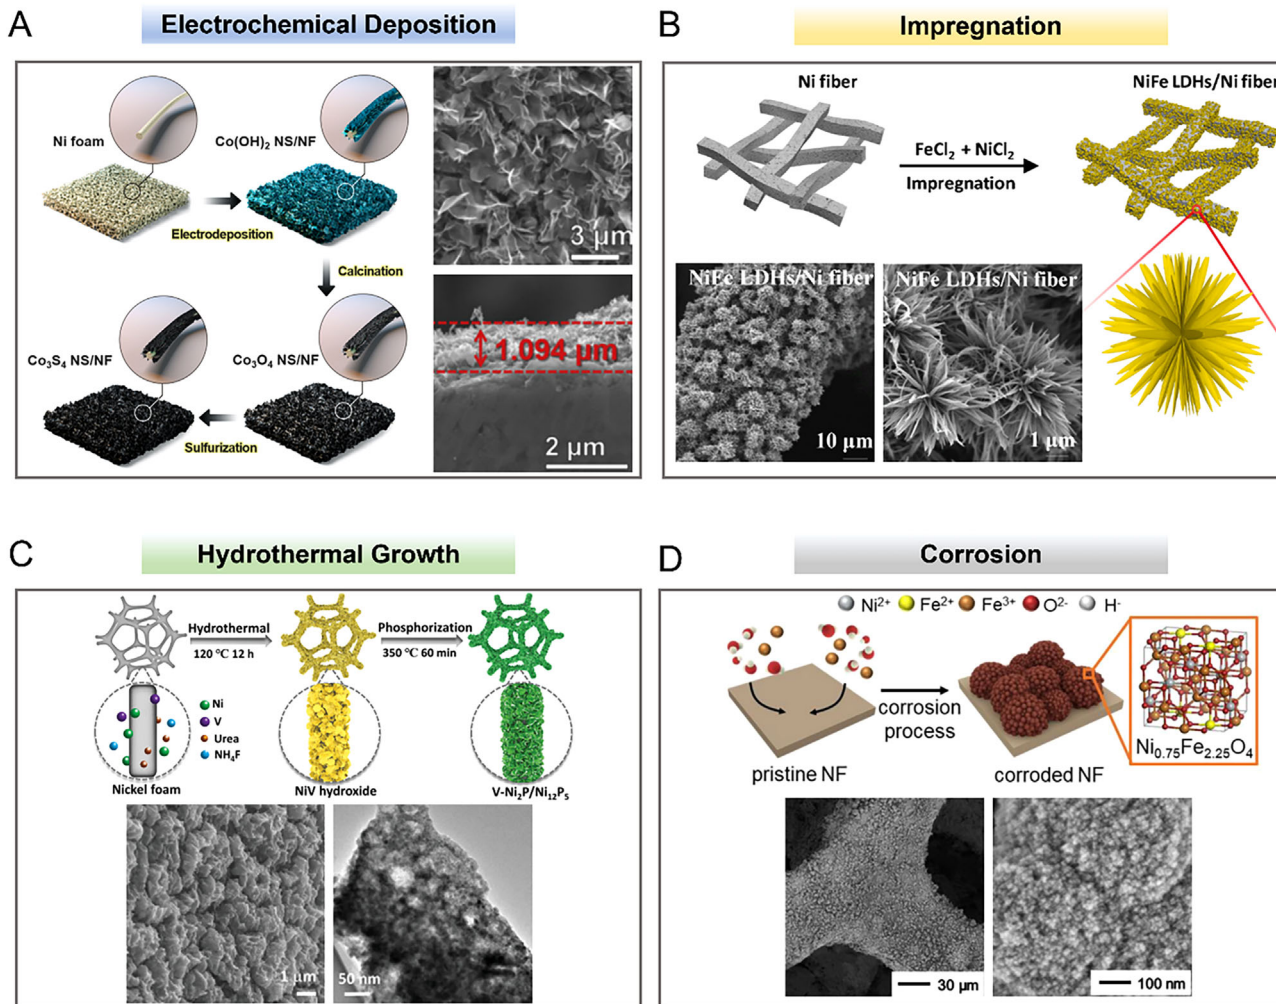 A
Electrochemical Deposition
Ni foam
Co(OH)₂ NS/NF
Electrodeposition
Calcination
Co₃S₄ NS/NF
Co₃O₄ NS/NF
Sulfurization
3 μm
1.094 μm
2 μm
B
Impregnation
Ni fiber
NiFe LDHs/Ni fiber
FeCl₂ + NiCl₂
Impregnation
NiFe LDHs/Ni fiber
10 μm
NiFe LDHs/Ni fiber
1 μm
C
Hydrothermal Growth
Hydrothermal
120 °C 12 h
Phosphorization
350 °C 60 min
Ni
V
Urea
NH₄F
Nickel foam
NiV hydroxide
V-Ni₂P/Ni₁₂P₅
1 μm
50 nm
D
Corrosion
Ni²⁺ Fe²⁺ Fe³⁺ O²⁻ H⁻
corrosion
process
pristine NF
corroded NF
Ni₀.₇₅Fe₂.₂₅O₄
30 μm
100 nm